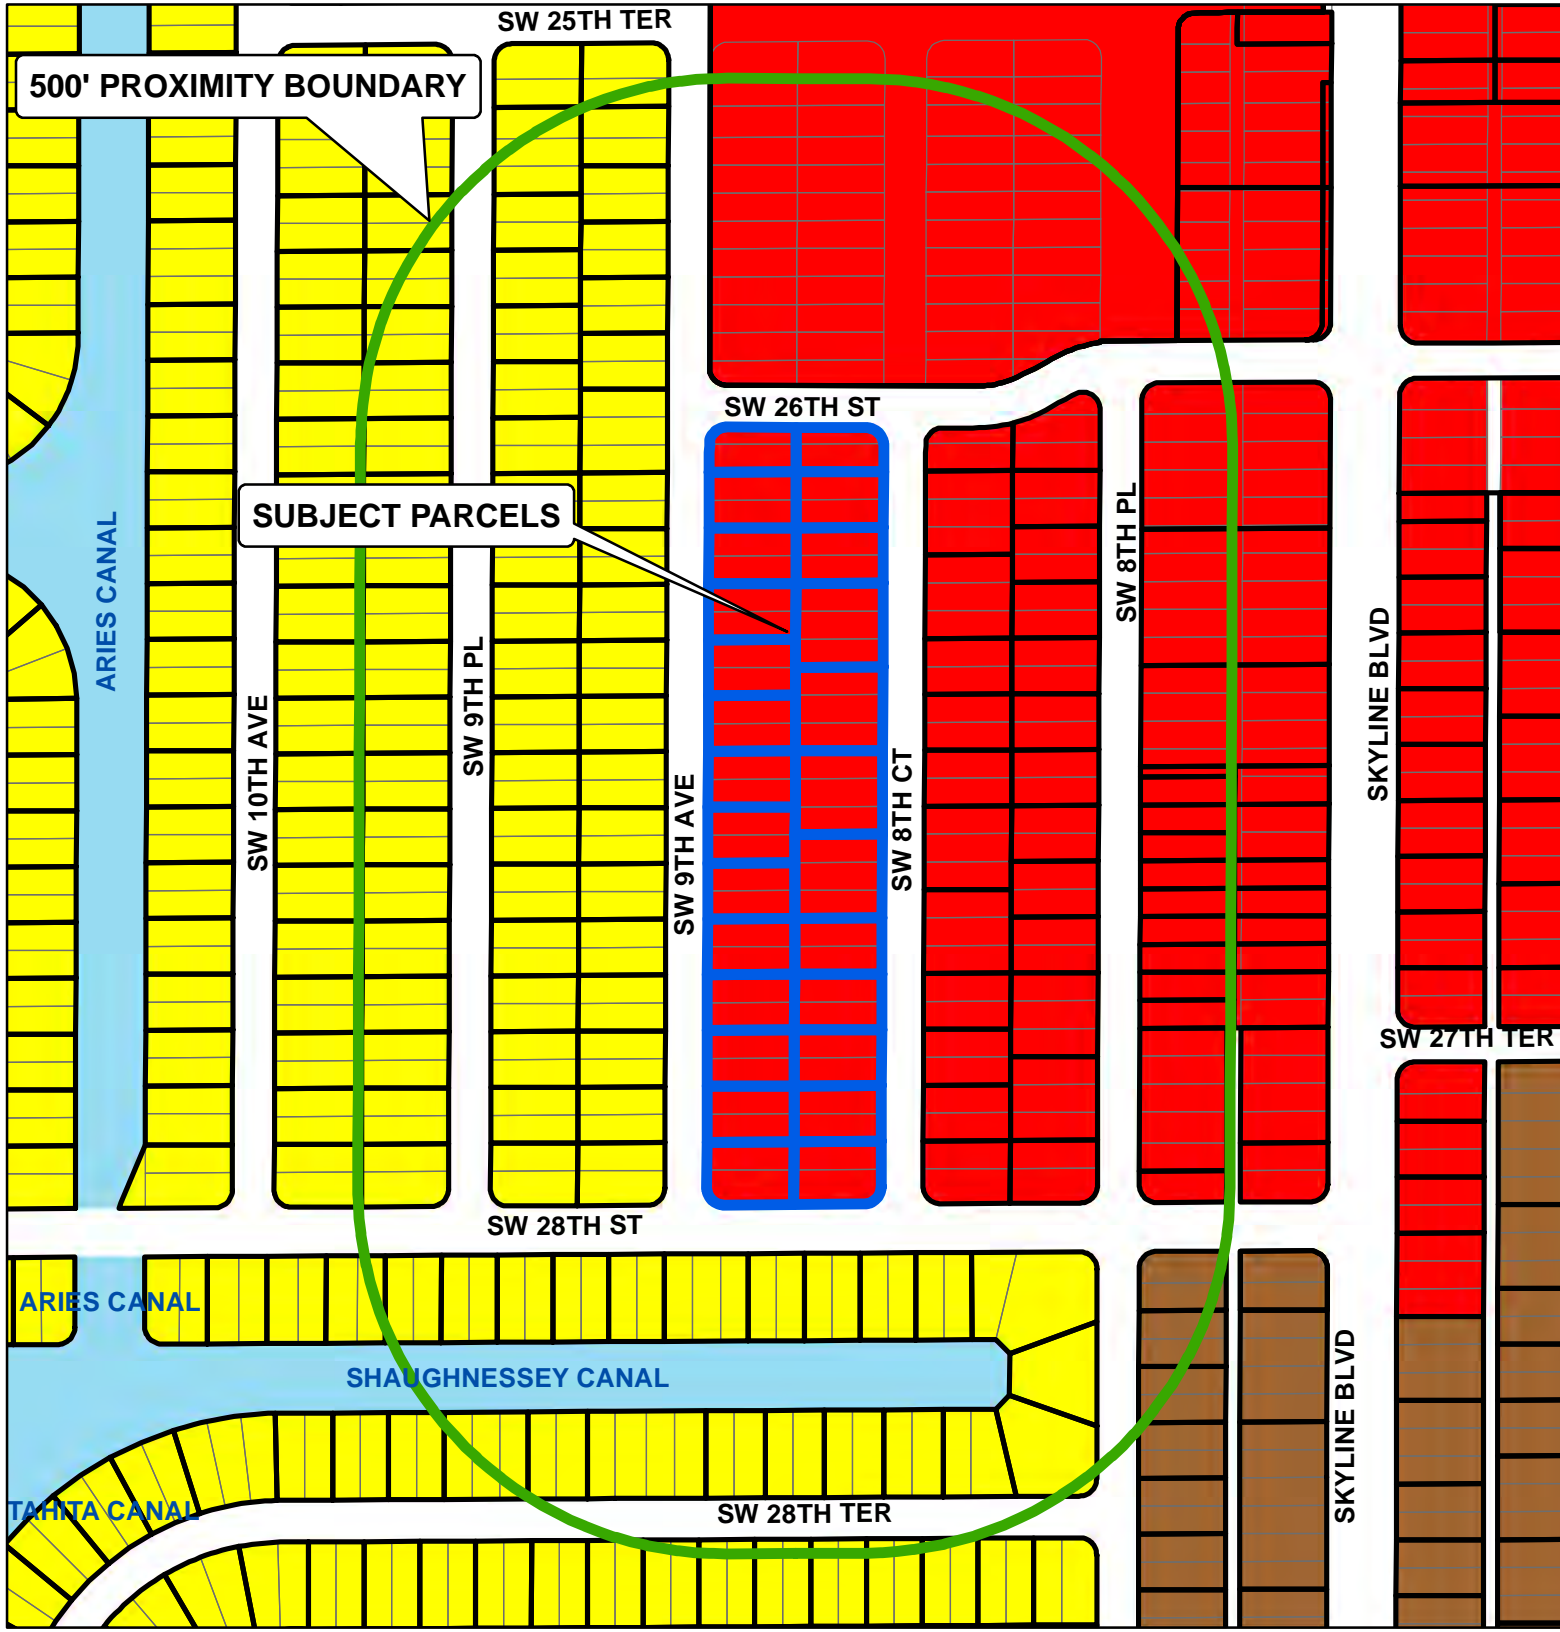 SW 25TH TER
500' PROXIMITY BOUNDARY
SW 26TH ST
SUBJECT PARCELS
ARIES CANAL
SW 10TH AVE
SW 9TH PL
SW 9TH AVE
SW 8TH CT
SW 8TH PL
SKYLINE BLVD
SW 27TH TER
SW 28TH ST
ARIES CANAL
SHAUGHNESSEY CANAL
SKYLINE BLVD
TAHITA CANAL
SW 28TH TER